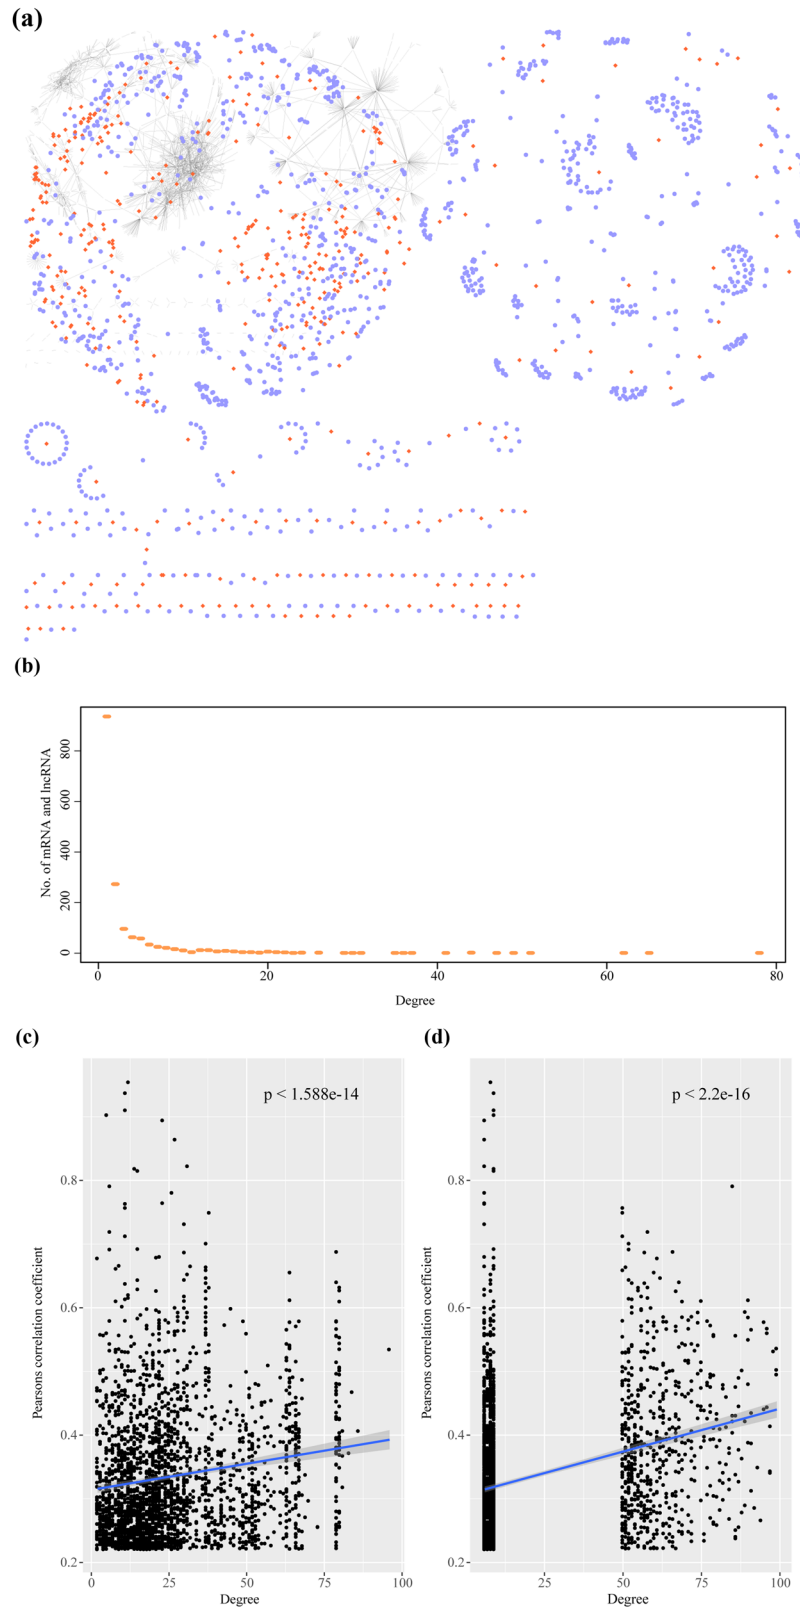 (a)
(b)
No. of mRNA and lncRNA
800
600
400
200
0
0 20 40 60 80
Degree
(c)
(d)
p < 1.588e-14
p < 2.2e-16
Pearsons correlation coefficient
0.8
0.6
0.4
0.2
0 25 50 75 100
Degree
Pearsons correlation coefficient
0.8
0.6
0.4
0.2
25 50 75 100
Degree